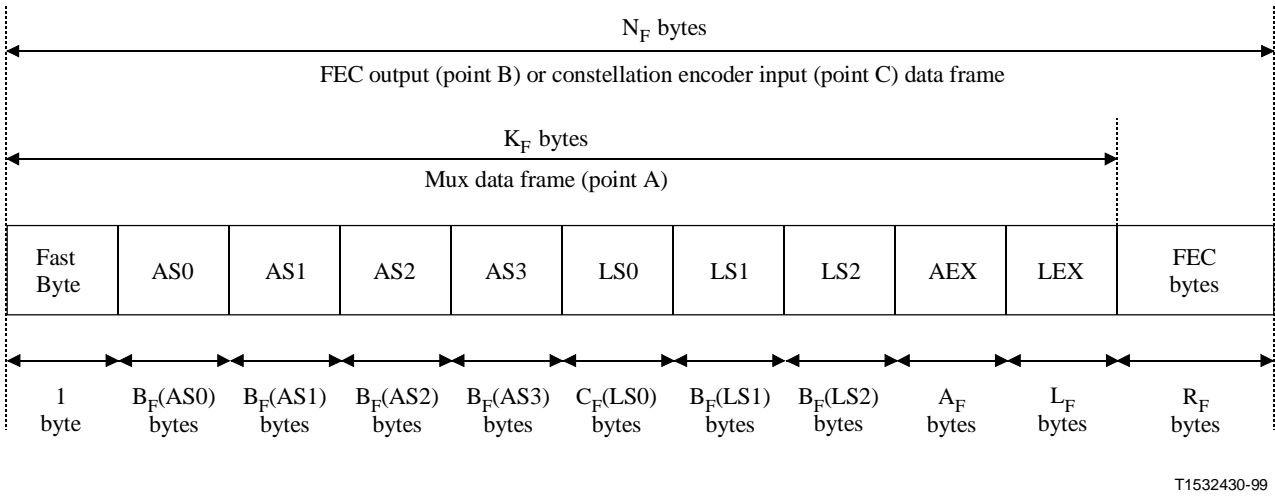 N_F bytes
FEC output (point B) or constellation encoder input (point C) data frame
K_F bytes
Mux data frame (point A)
Fast Byte
AS0
AS1
AS2
AS3
LS0
LS1
LS2
AEX
LEX
FEC bytes
1 byte
B_F(AS0) bytes
B_F(AS1) bytes
B_F(AS2) bytes
B_F(AS3) bytes
C_F(LS0) bytes
B_F(LS1) bytes
B_F(LS2) bytes
A_F bytes
L_F bytes
R_F bytes
T1532430-99